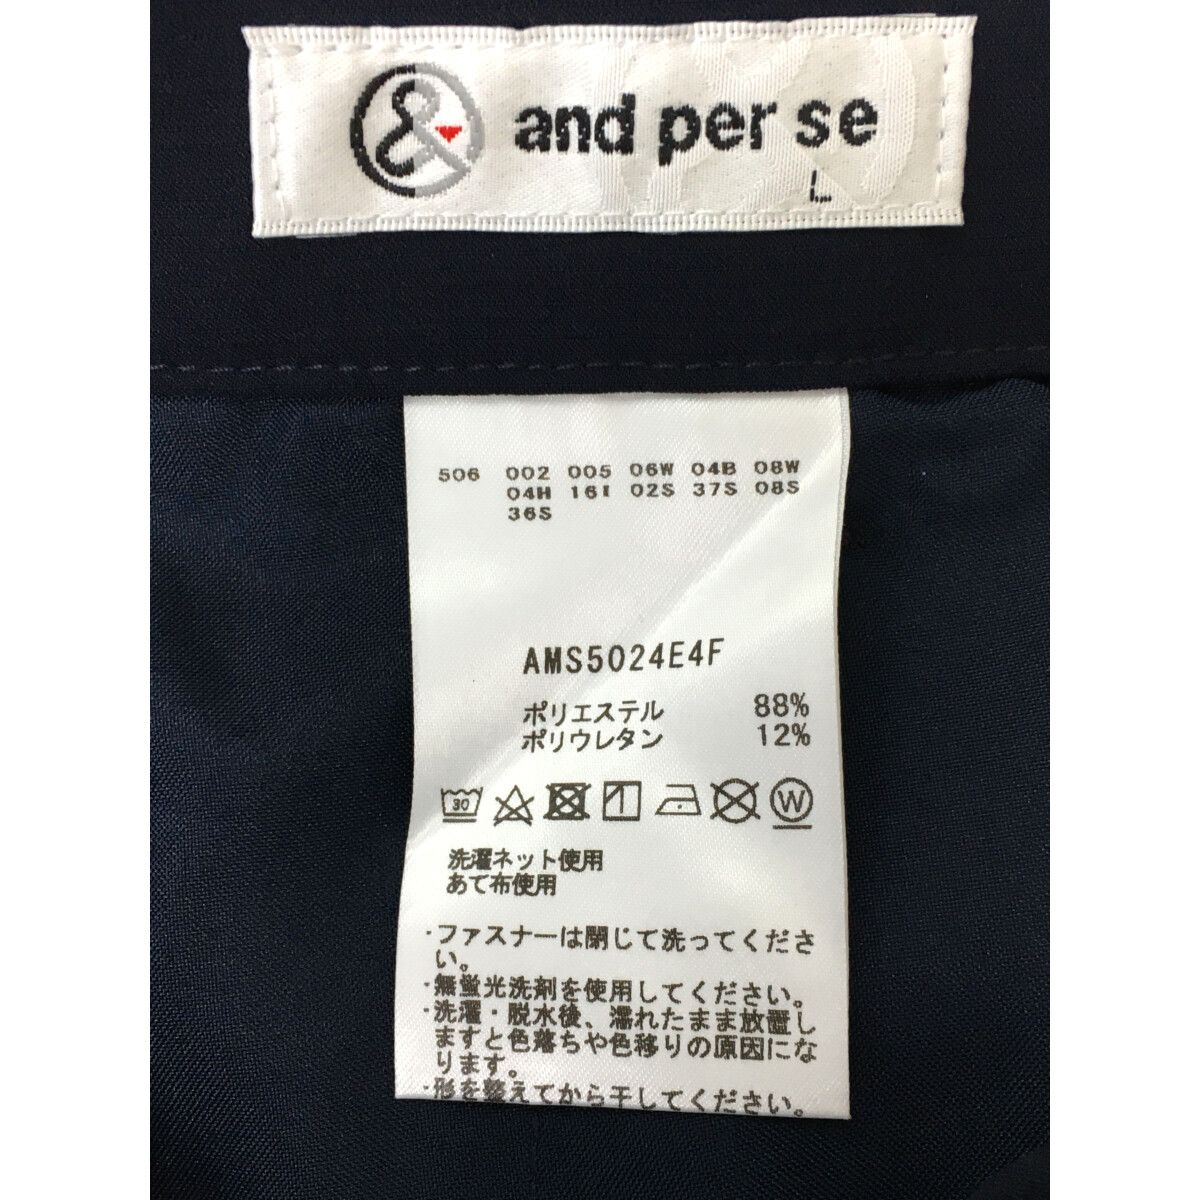 & and per se
L
506 002 005 06W 04B 08W
04H 16I 02S 37S 08S
36S
AMS5024E4F
ポリエステル 88%
ポリウレタン 12%
30 W
洗濯ネット使用
あて布使用
・ファスナーは閉じて洗ってくださ
い。
・無蛍光洗剤を使用してください。
・洗濯・脱水後、濡れたまま放置し
ますと色落ちや色移りの原因にな
ります。
・形を整えてから干してください。